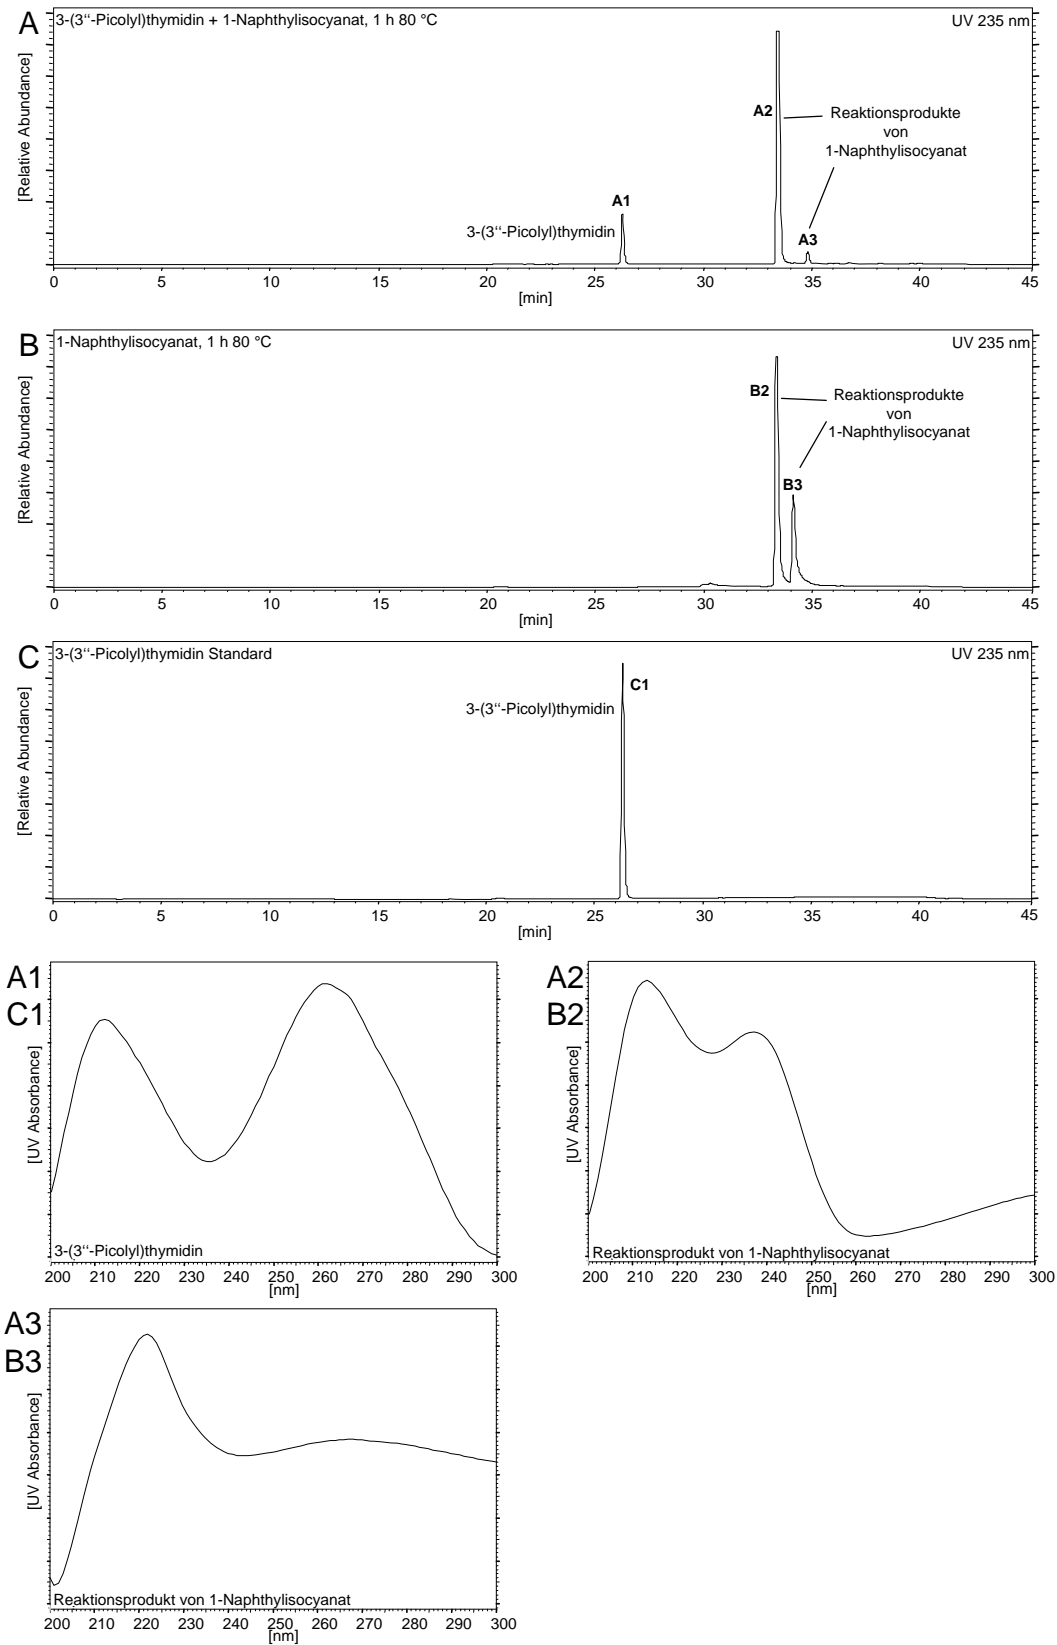 A
3-(3“-Picolyl)thymidin + 1-Naphthylisocyanat, 1 h 80 °C
UV 235 nm
[Relative Abundance]
A2
Reaktionsprodukte
von
1-Naphthylisocyanat
A1
3-(3“-Picolyl)thymidin
A3
0 5 10 15 20 25 30 35 40 45
[min]
B
1-Naphthylisocyanat, 1 h 80 °C
UV 235 nm
[Relative Abundance]
B2
Reaktionsprodukte
von
1-Naphthylisocyanat
B3
0 5 10 15 20 25 30 35 40 45
[min]
C
3-(3“-Picolyl)thymidin Standard
UV 235 nm
[Relative Abundance]
C1
3-(3“-Picolyl)thymidin
0 5 10 15 20 25 30 35 40 45
[min]
A1
C1
[UV Absorbance]
3-(3“-Picolyl)thymidin
200 210 220 230 240 250 260 270 280 290 300
[nm]
A2
B2
[UV Absorbance]
Reaktionsprodukt von 1-Naphthylisocyanat
200 210 220 230 240 250 260 270 280 290 300
[nm]
A3
B3
[UV Absorbance]
Reaktionsprodukt von 1-Naphthylisocyanat
200 210 220 230 240 250 260 270 280 290 300
[nm]